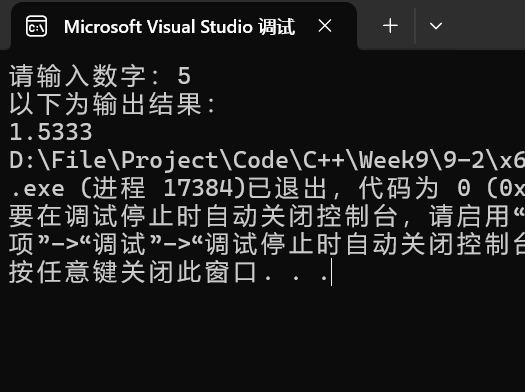 Microsoft Visual Studio 调试
请输入数字: 5
以下为输出结果:
1.5333
D:\File\Project\Code\C++\Week9\9-2\x6
.exe (进程 17384)已退出，代码为 0 (0x
要在调试停止时自动关闭控制台，请启用“
项”->“调试”->“调试停止时自动关闭控制台
按任意键关闭此窗口. . .